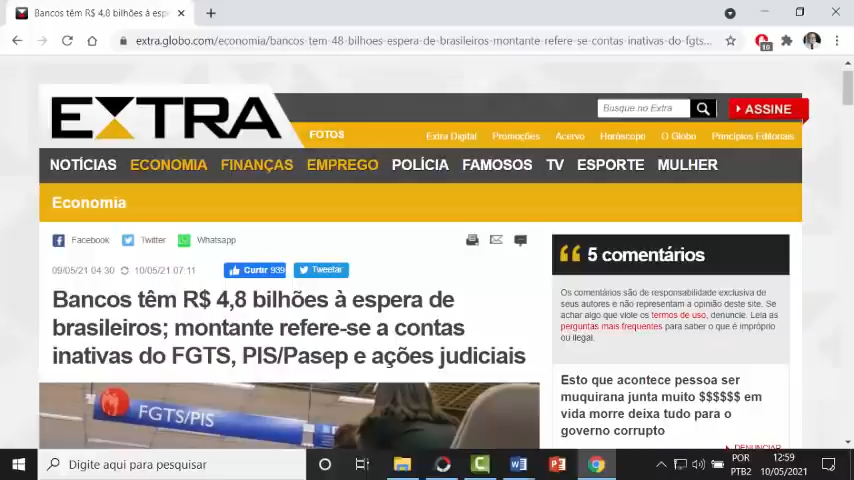 Bancos têm R$ 4,8 bilhões à esp
extra.globo.com/economia/bancos-tem-48-bilhoes-espera-de-brasileiros-montante-refere-se-contas-inativas-do-fgts...
10
EXTRA
Busque no Extra
ASSINE
FOTOS
Extra Digital Promoções Acervo Horóscope O Globo Princípios Editoriais
NOTÍCIAS ECONOMIA FINANÇAS EMPREGO POLÍCIA FAMOSOS TV ESPORTE MULHER
Economia
Facebook Twitter Whatsapp
09/05/21 04:30 10/05/21 07:11
Curtir 939
Tweetar
Bancos têm R$ 4,8 bilhões à espera de
brasileiros; montante refere-se a contas
inativas do FGTS, PIS/Pasep e ações judiciais
FGTS/PIS
5 comentários
Os comentários são de responsabilidade exclusiva de
seus autores e não representam a opinião deste site. Se
achar algo que viole os termos de uso, denuncie. Leia as
perguntas mais frequentes para saber o que é impróprio
ou ilegal.
Esto que acontece pessoa ser
muquirana junta muito $$$$$$ em
vida morre deixa tudo para o
governo corrupto
DENUNCIAR
Digite aqui para pesquisar
POR
PTB2
12:59
10/05/2021